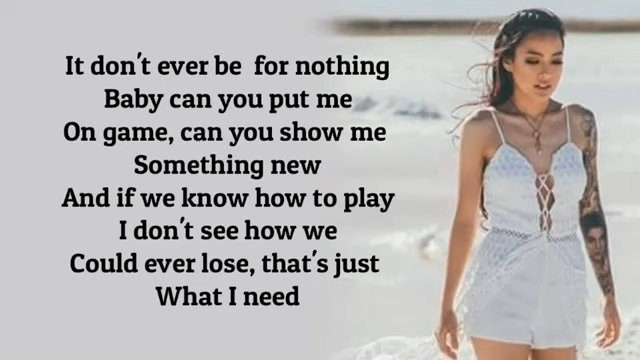 It don't ever be for nothing
Baby can you put me
On game, can you show me
Something new
And if we know how to play
I don't see how we
Could ever lose, that's just
What I need